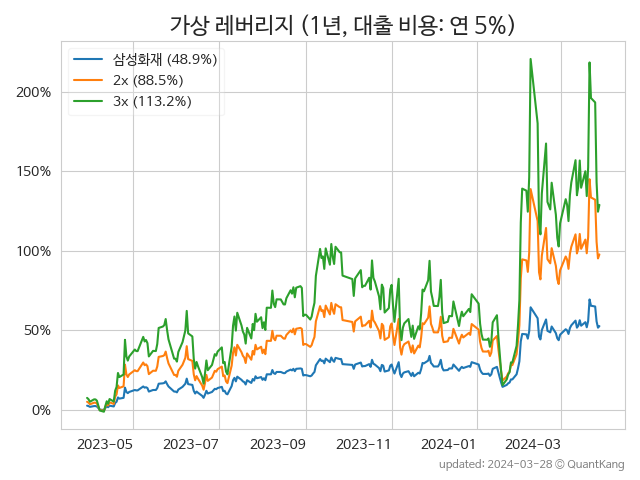 가상 레버리지 (1년, 대출 비용: 연 5%)
삼성화재 (48.9%)
2x (88.5%)
3x (113.2%)
200%
150%
100%
50%
0%
2023-05 2023-07 2023-09 2023-11 2024-01 2024-03
updated: 2024-03-28 © QuantKang